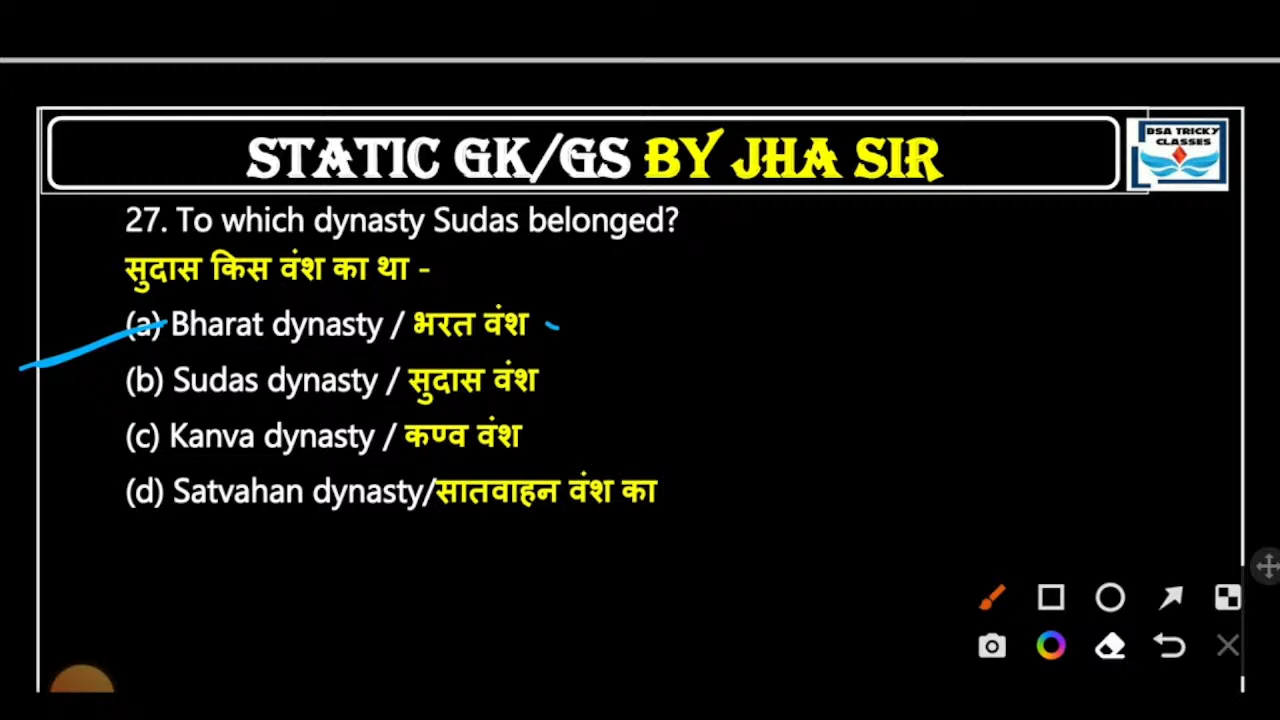 STATIC GK/GS BY JHA SIR
BSA TRICKY
CLASSES
27. To which dynasty Sudas belonged?
सुदास किस वंश का था -
(a) Bharat dynasty / भरत वंश
(b) Sudas dynasty / सुदास वंश
(c) Kanva dynasty / कण्व वंश
(d) Satvahan dynasty/सातवाहन वंश का